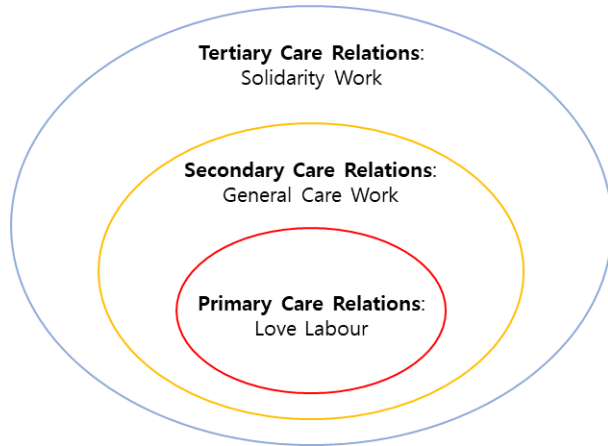 Tertiary Care Relations:
Solidarity Work
Secondary Care Relations:
General Care Work
Primary Care Relations:
Love Labour